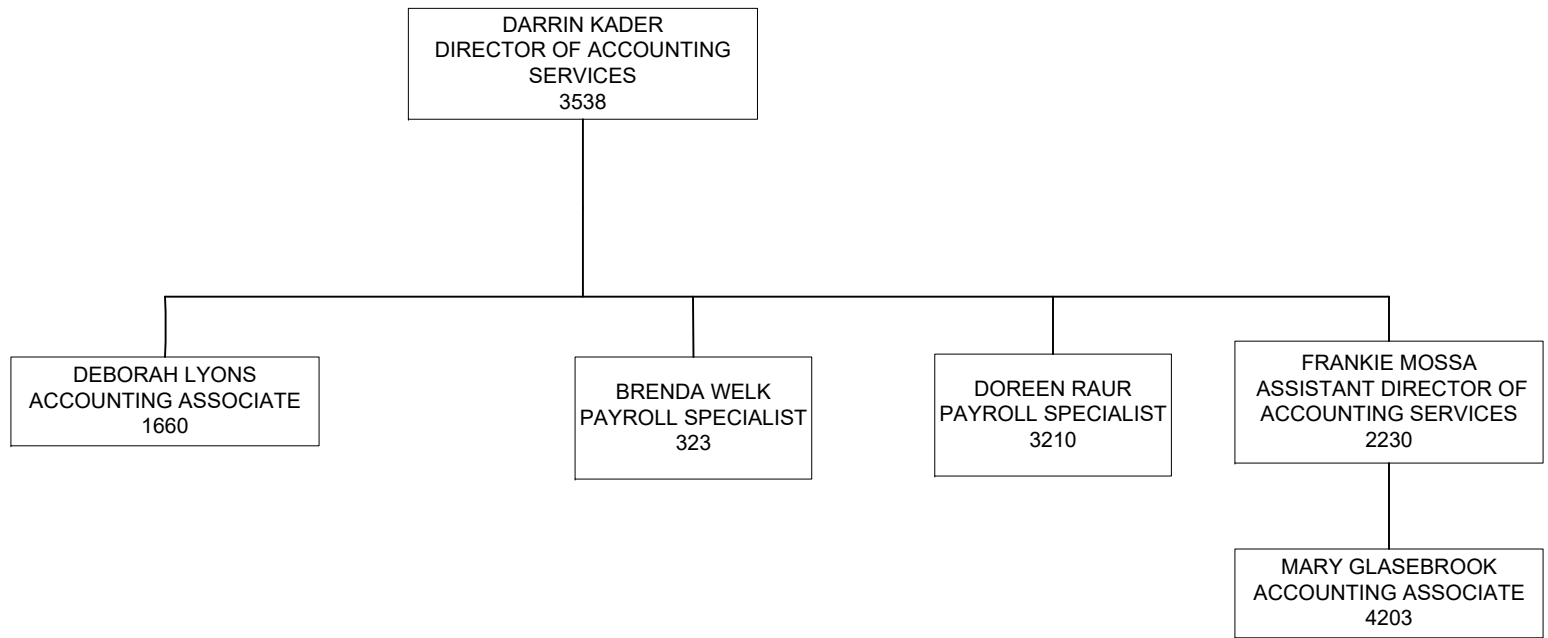 DARRIN KADER
DIRECTOR OF ACCOUNTING
SERVICES
3538
DEBORAH LYONS
ACCOUNTING ASSOCIATE
1660
BRENDA WELK
PAYROLL SPECIALIST
323
DOREEN RAUR
PAYROLL SPECIALIST
3210
FRANKIE MOSSA
ASSISTANT DIRECTOR OF
ACCOUNTING SERVICES
2230
MARY GLASEBROOK
ACCOUNTING ASSOCIATE
4203